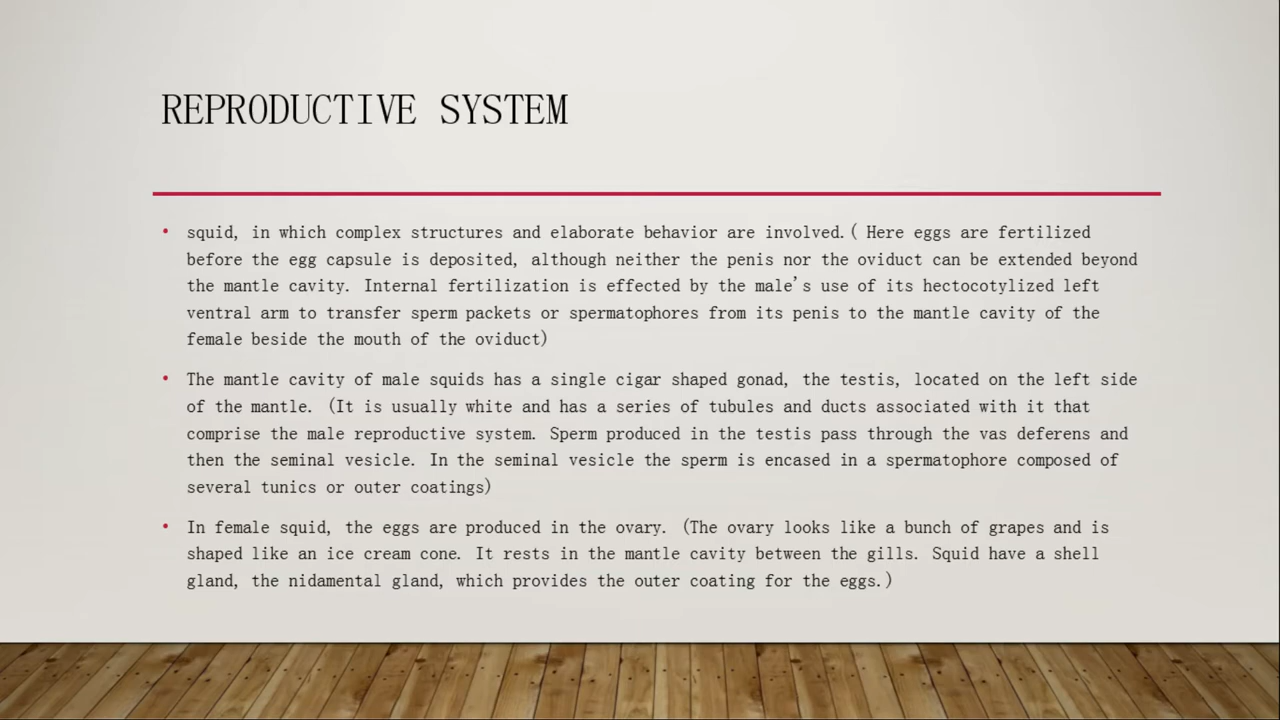 REPRODUCTIVE SYSTEM
• squid, in which complex structures and elaborate behavior are involved.( Here eggs are fertilized
before the egg capsule is deposited, although neither the penis nor the oviduct can be extended beyond
the mantle cavity. Internal fertilization is effected by the male's use of its hectocotylized left
ventral arm to transfer sperm packets or spermatophores from its penis to the mantle cavity of the
female beside the mouth of the oviduct)
• The mantle cavity of male squids has a single cigar shaped gonad, the testis, located on the left side
of the mantle. (It is usually white and has a series of tubules and ducts associated with it that
comprise the male reproductive system. Sperm produced in the testis pass through the vas deferens and
then the seminal vesicle. In the seminal vesicle the sperm is encased in a spermatophore composed of
several tunics or outer coatings)
• In female squid, the eggs are produced in the ovary. (The ovary looks like a bunch of grapes and is
shaped like an ice cream cone. It rests in the mantle cavity between the gills. Squid have a shell
gland, the nidamental gland, which provides the outer coating for the eggs.)